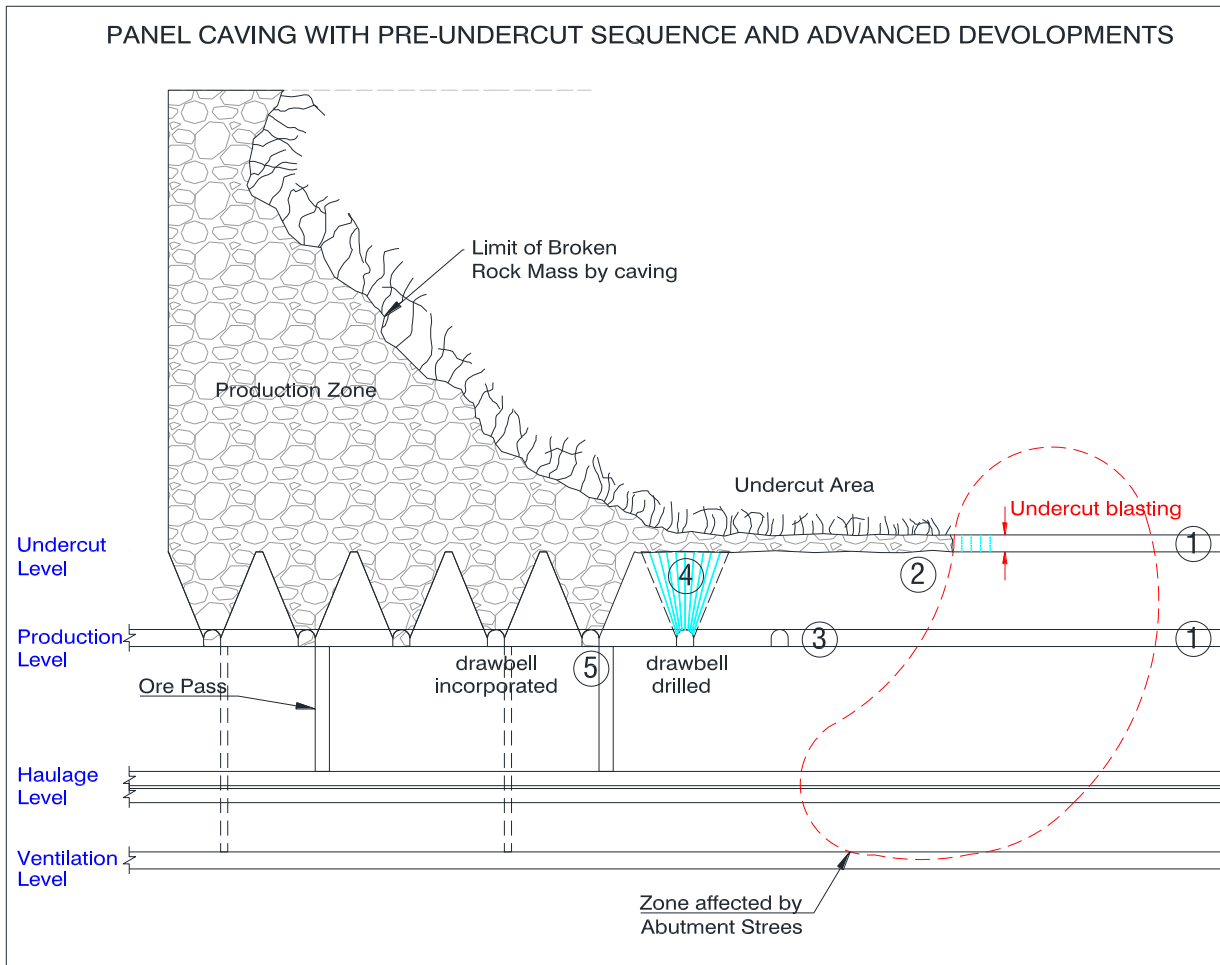 PANEL CAVING WITH PRE-UNDERCUT SEQUENCE AND ADVANCED DEVOLOPMENTS
Limit of Broken
Rock Mass by caving
Production Zone
Undercut Area
Undercut blasting
Undercut
Level
1
2
4
Production
Level
3
1
5
drawbell
incorporated
drawbell
drilled
Ore Pass
Haulage
Level
Ventilation
Level
Zone affected by
Abutment Strees